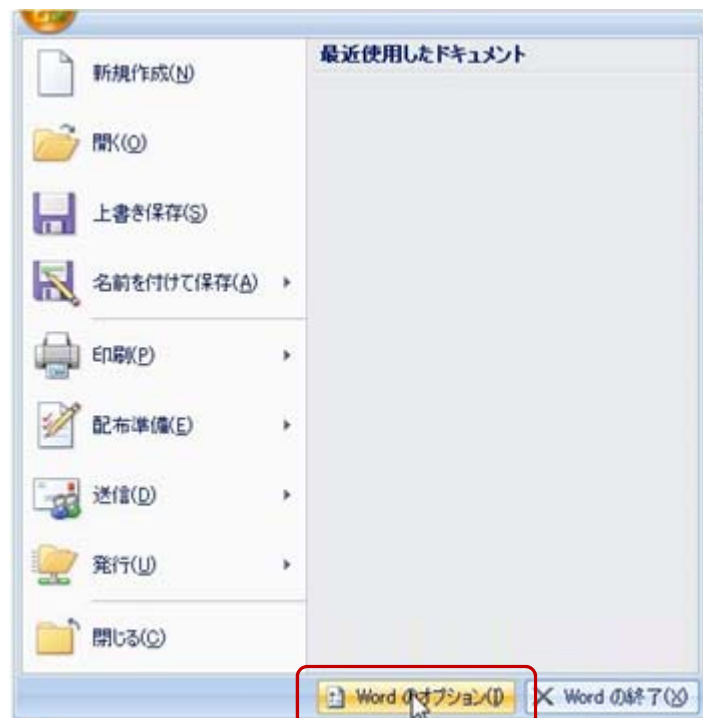 最近使用したドキュメント
新規作成(N)
開く(O)
上書き保存(S)
名前を付けて保存(A)
印刷(P)
配布準備(E)
送信(D)
発行(U)
閉じる(C)
Word のオプション(I)
Word の終了(X)